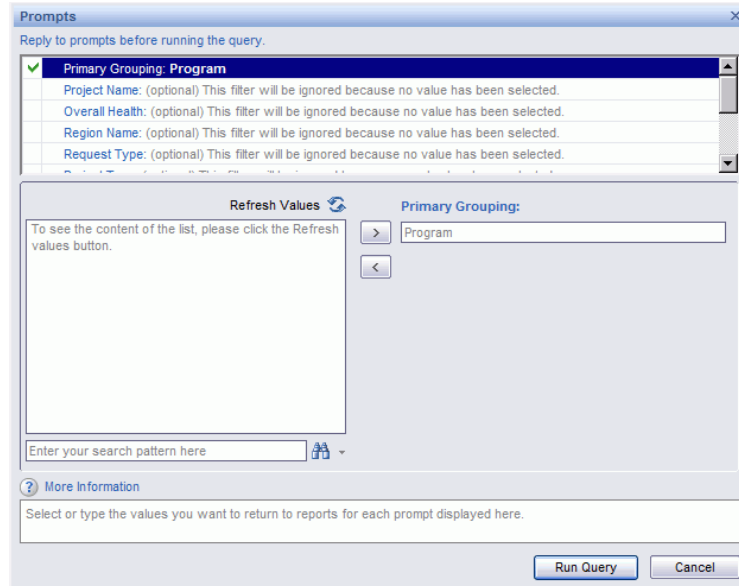 Prompts
Reply to prompts before running the query.
Primary Grouping: Program
Project Name: (optional) This filter will be ignored because no value has been selected.
Overall Health: (optional) This filter will be ignored because no value has been selected.
Region Name: (optional) This filter will be ignored because no value has been selected.
Request Type: (optional) This filter will be ignored because no value has been selected.
Refresh Values
To see the content of the list, please click the Refresh
values button.
Enter your search pattern here
Primary Grouping:
>
Program
<
? More Information
Select or type the values you want to return to reports for each prompt displayed here.
Run Query
Cancel